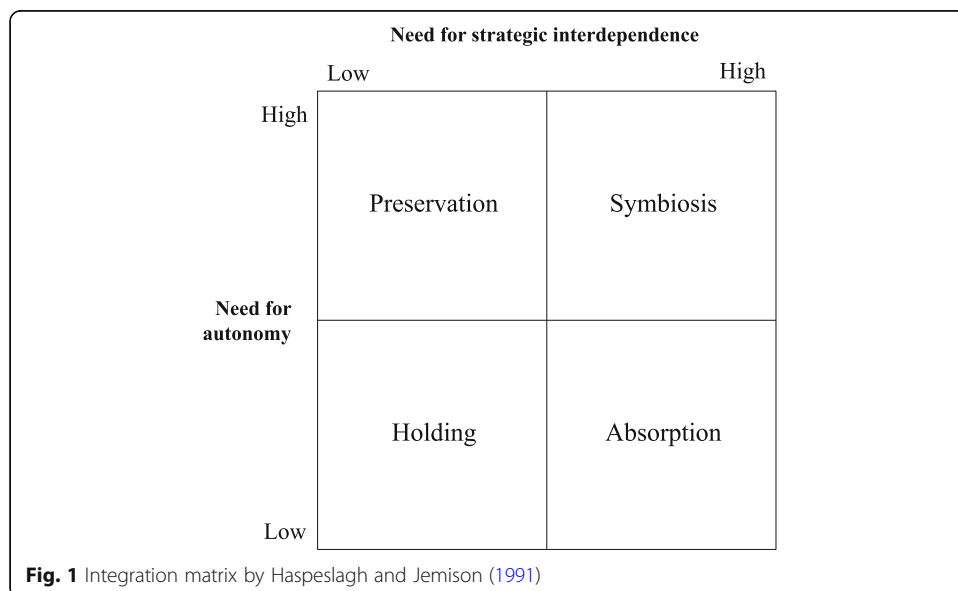 Need for strategic interdependence
Low High
High
Preservation Symbiosis
Need for
autonomy
Holding Absorption
Low
Fig. 1 Integration matrix by Haspeslagh and Jemison (1991)